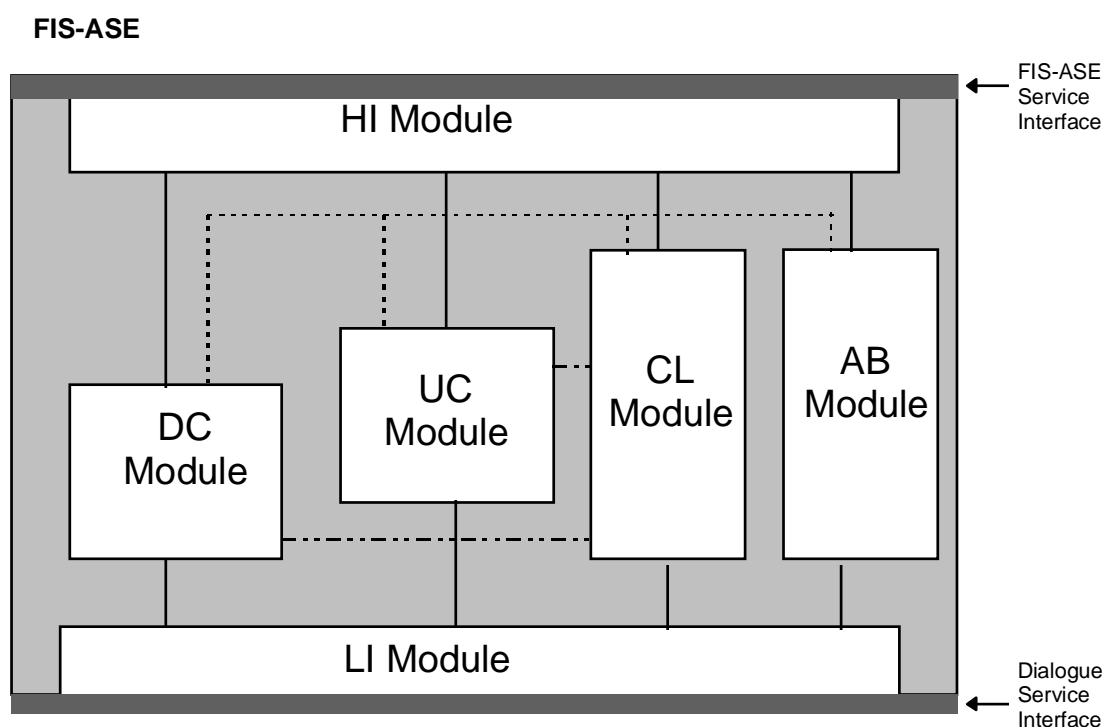 FIS-ASE
FIS-ASE
Service
Interface
HI Module
CL
Module
AB
Module
UC
Module
DC
Module
LI Module
Dialogue
Service
Interface